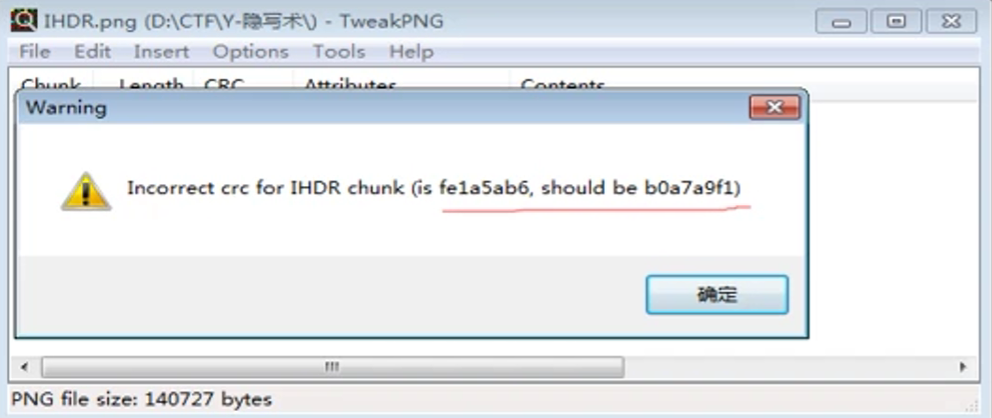 IHDR.png (D:\CTF\Y-隐写术\) - TweakPNG
File Edit Insert Options Tools Help
Chunk Length CRC Attributes Contents
Warning
Incorrect crc for IHDR chunk (is fe1a5ab6, should be b0a7a9f1)
确定
PNG file size: 140727 bytes